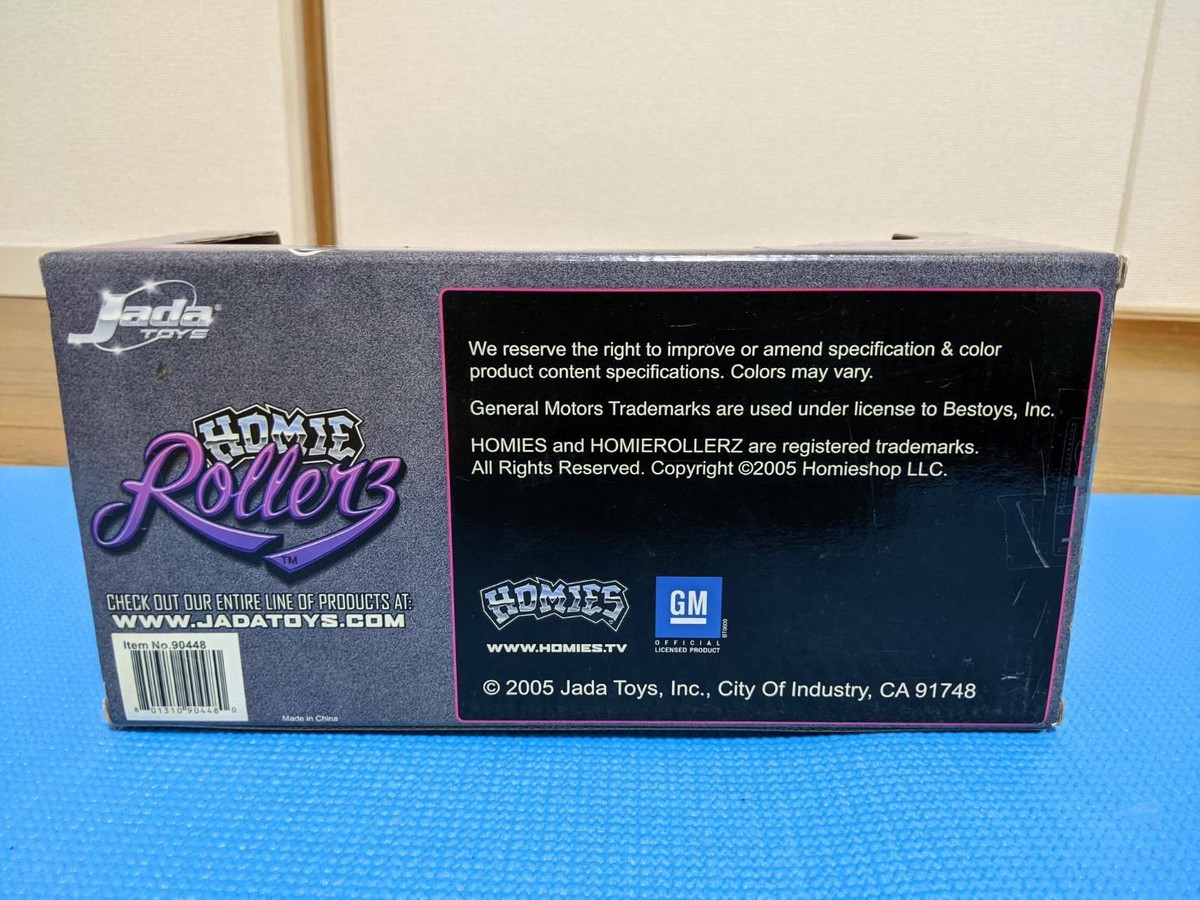 Jada®
TOYS
HOMIE
Rollerz
TM
CHECK OUT OUR ENTIRE LINE OF PRODUCTS AT:
WWW.JADATOYS.COM
Item No.90448
8 01310 90448 0
Made in China
We reserve the right to improve or amend specification & color
product content specifications. Colors may vary.
General Motors Trademarks are used under license to Bestoys, Inc.
HOMIES and HOMIEROLLERZ are registered trademarks.
All Rights Reserved. Copyright ©2005 Homieshop LLC.
HOMIES
WWW.HOMIES.TV
GM
OFFICIAL
LICENSED PRODUCT
© 2005 Jada Toys, Inc., City Of Industry, CA 91748